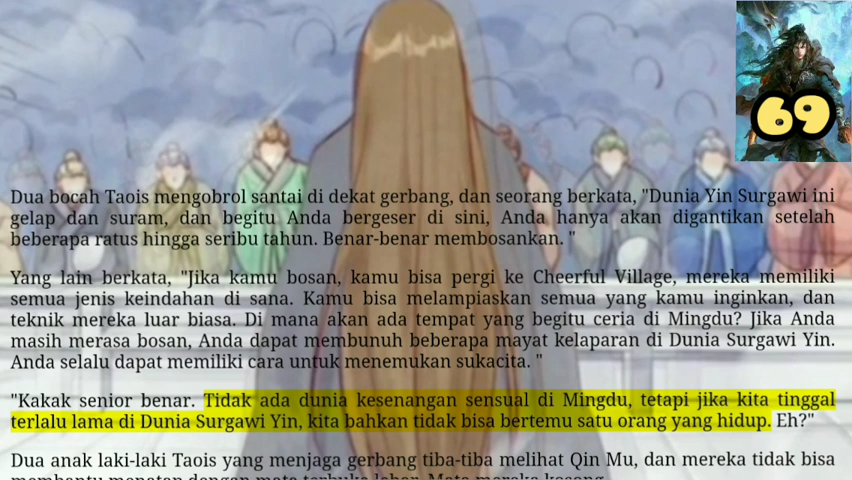 69
Dua bocah Taois mengobrol santai di dekat gerbang, dan seorang berkata, "Dunia Yin Surgawi ini
gelap dan suram, dan begitu Anda bergeser di sini, Anda hanya akan digantikan setelah
beberapa ratus hingga seribu tahun. Benar-benar membosankan. "
Yang lain berkata, "Jika kamu bosan, kamu bisa pergi ke Cheerful Village, mereka memiliki
semua jenis keindahan di sana. Kamu bisa melampiaskan semua yang kamu inginkan, dan
teknik mereka luar biasa. Di mana akan ada tempat yang begitu ceria di Mingdu? Jika Anda
masih merasa bosan, Anda dapat membunuh beberapa mayat kelaparan di Dunia Surgawi Yin.
Anda selalu dapat memiliki cara untuk menemukan sukacita. "
"Kakak senior benar. Tidak ada dunia kesenangan sensual di Mingdu, tetapi jika kita tinggal
terlalu lama di Dunia Surgawi Yin, kita bahkan tidak bisa bertemu satu orang yang hidup. Eh?"
Dua anak laki-laki Taois yang menjaga gerbang tiba-tiba melihat Qin Mu, dan mereka tidak bisa